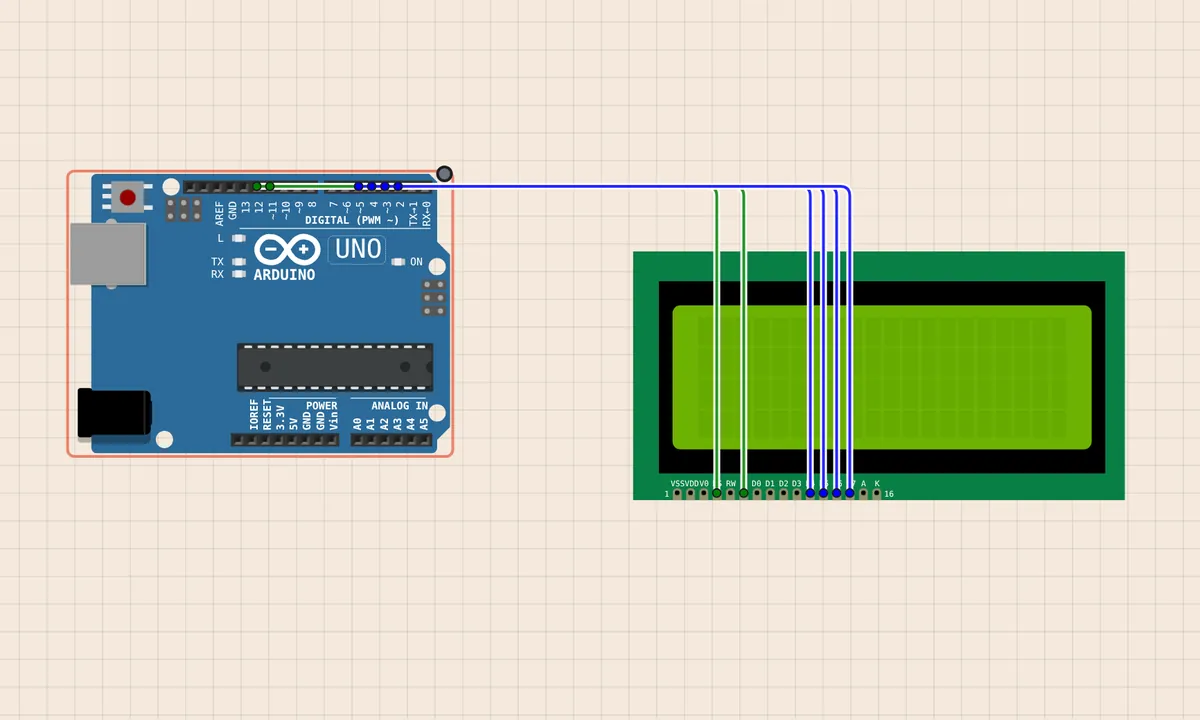 AREF
GND
13
12
~11
~10
~9
8
7
~6
~5
4
~3
2
TX→1
RX←0
DIGITAL (PWM ~)
L
TX
RX
ARDUINO
UNO
ON
POWER
ANALOG IN
IOREF
RESET
3.3V
5V
GND
GND
Vin
A0
A1
A2
A3
A4
A5
VSS VDD V0 RW D0 D1 D2 D3 A K
1
16